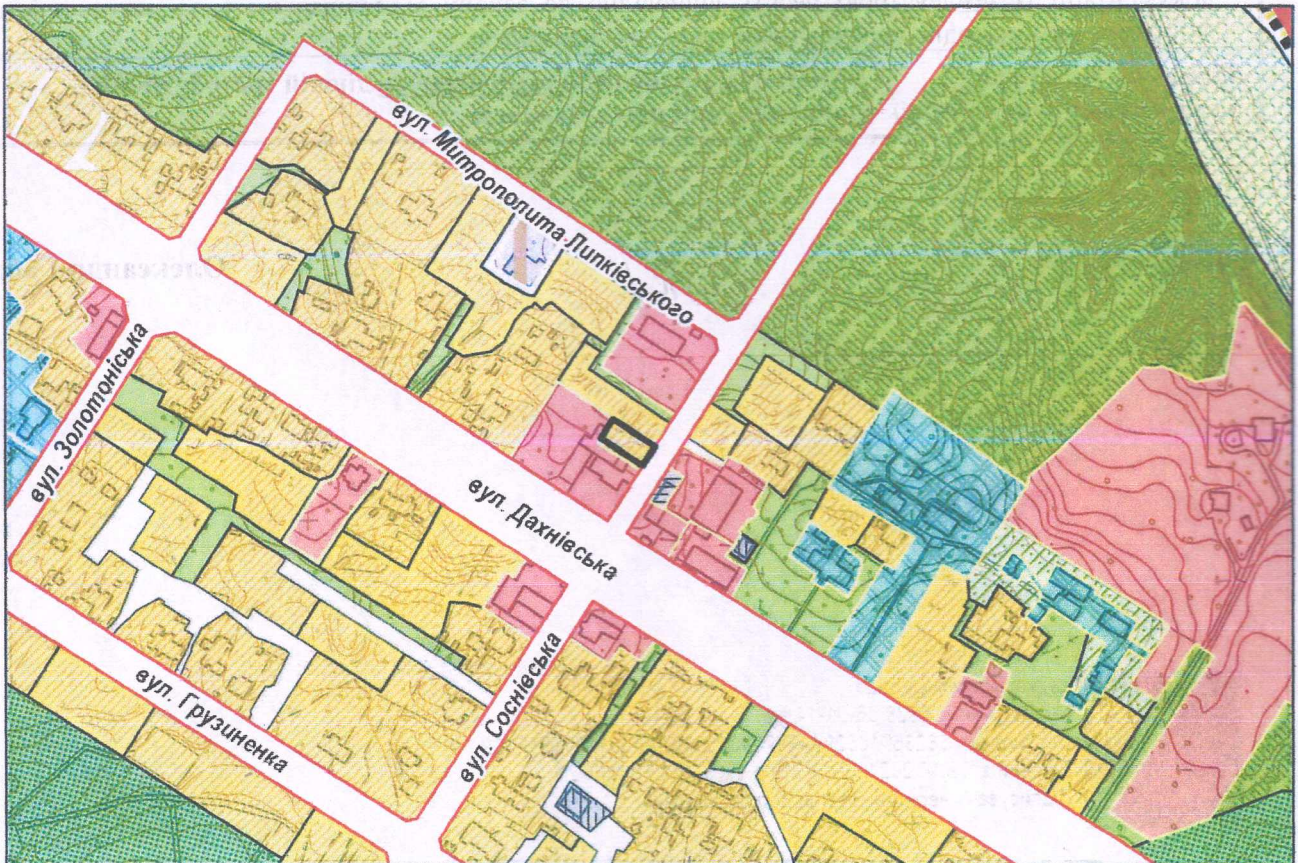 вул. Митрополита Липківського
вул. Золотоніська
вул. Дахнівська
вул. Соснівська
вул. Грузиненка